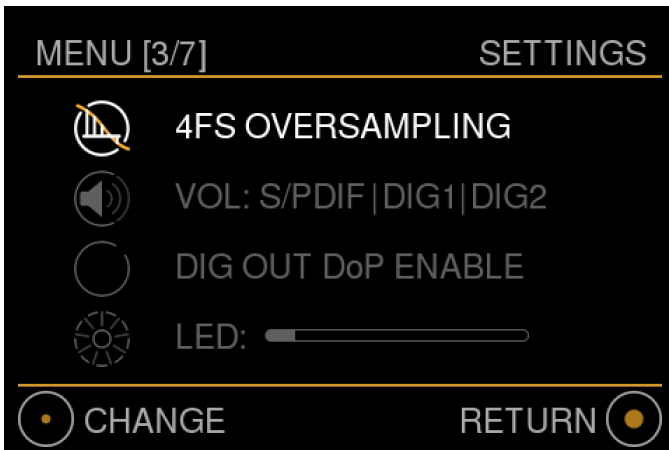 MENU [3/7] SETTINGS
4FS OVERSAMPLING
VOL: S/PDIF|DIG1|DIG2
DIG OUT DoP ENABLE
LED:
CHANGE RETURN